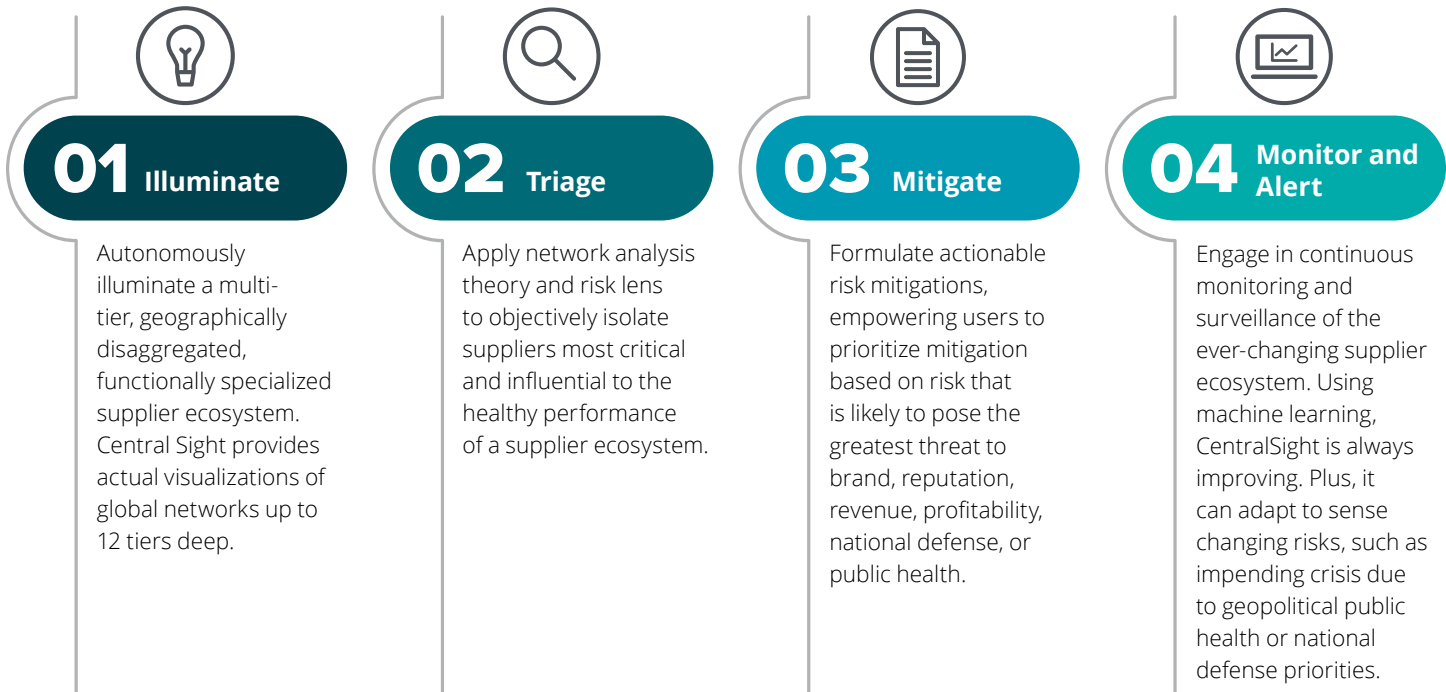 01 Illuminate
Autonomously
illuminate a multi-
tier, geographically
disaggregated,
functionally specialized
supplier ecosystem.
Central Sight provides
actual visualizations of
global networks up to
12 tiers deep.
02 Triage
Apply network analysis
theory and risk lens
to objectively isolate
suppliers most critical
and influential to the
healthy performance
of a supplier ecosystem.
03 Mitigate
Formulate actionable
risk mitigations,
empowering users to
prioritize mitigation
based on risk that
is likely to pose the
greatest threat to
brand, reputation,
revenue, profitability,
national defense, or
public health.
04 Monitor and
Alert
Engage in continuous
monitoring and
surveillance of the
ever-changing supplier
ecosystem. Using
machine learning,
CentralSight is always
improving. Plus, it
can adapt to sense
changing risks, such as
impending crisis due
to geopolitical public
health or national
defense priorities.